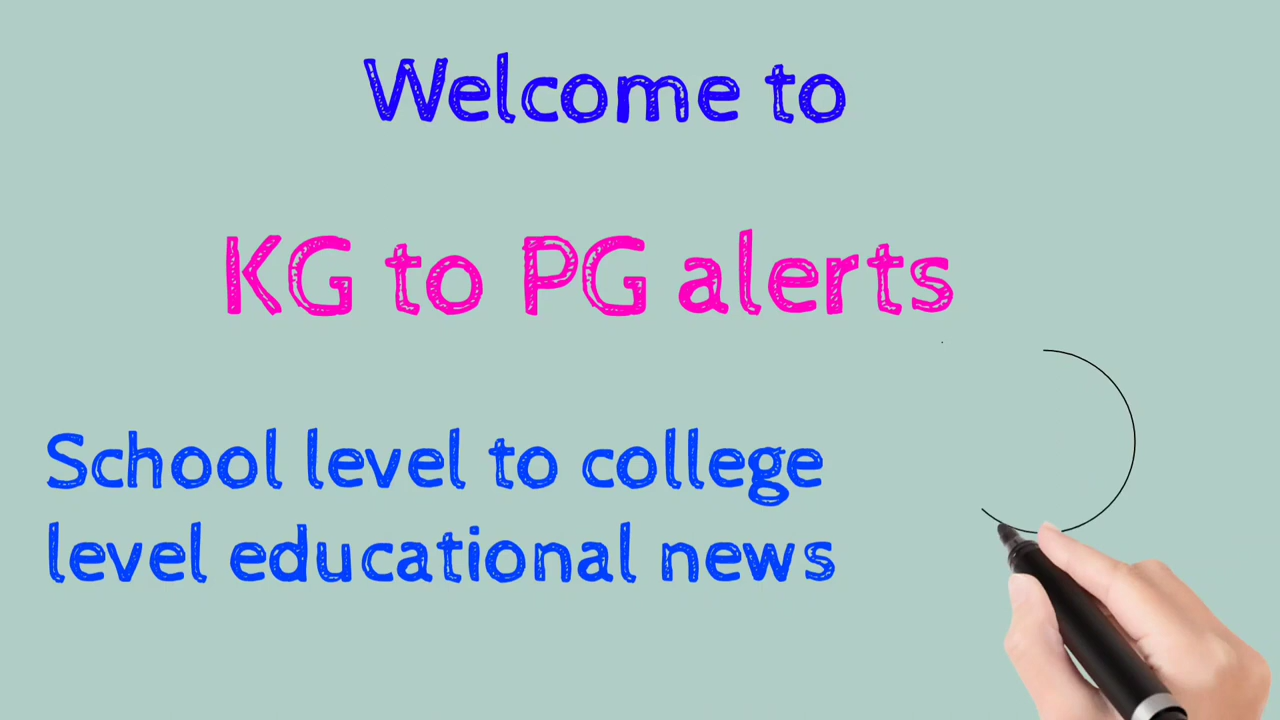 Welcome to
KG to PG alerts
School level to college
level educational news